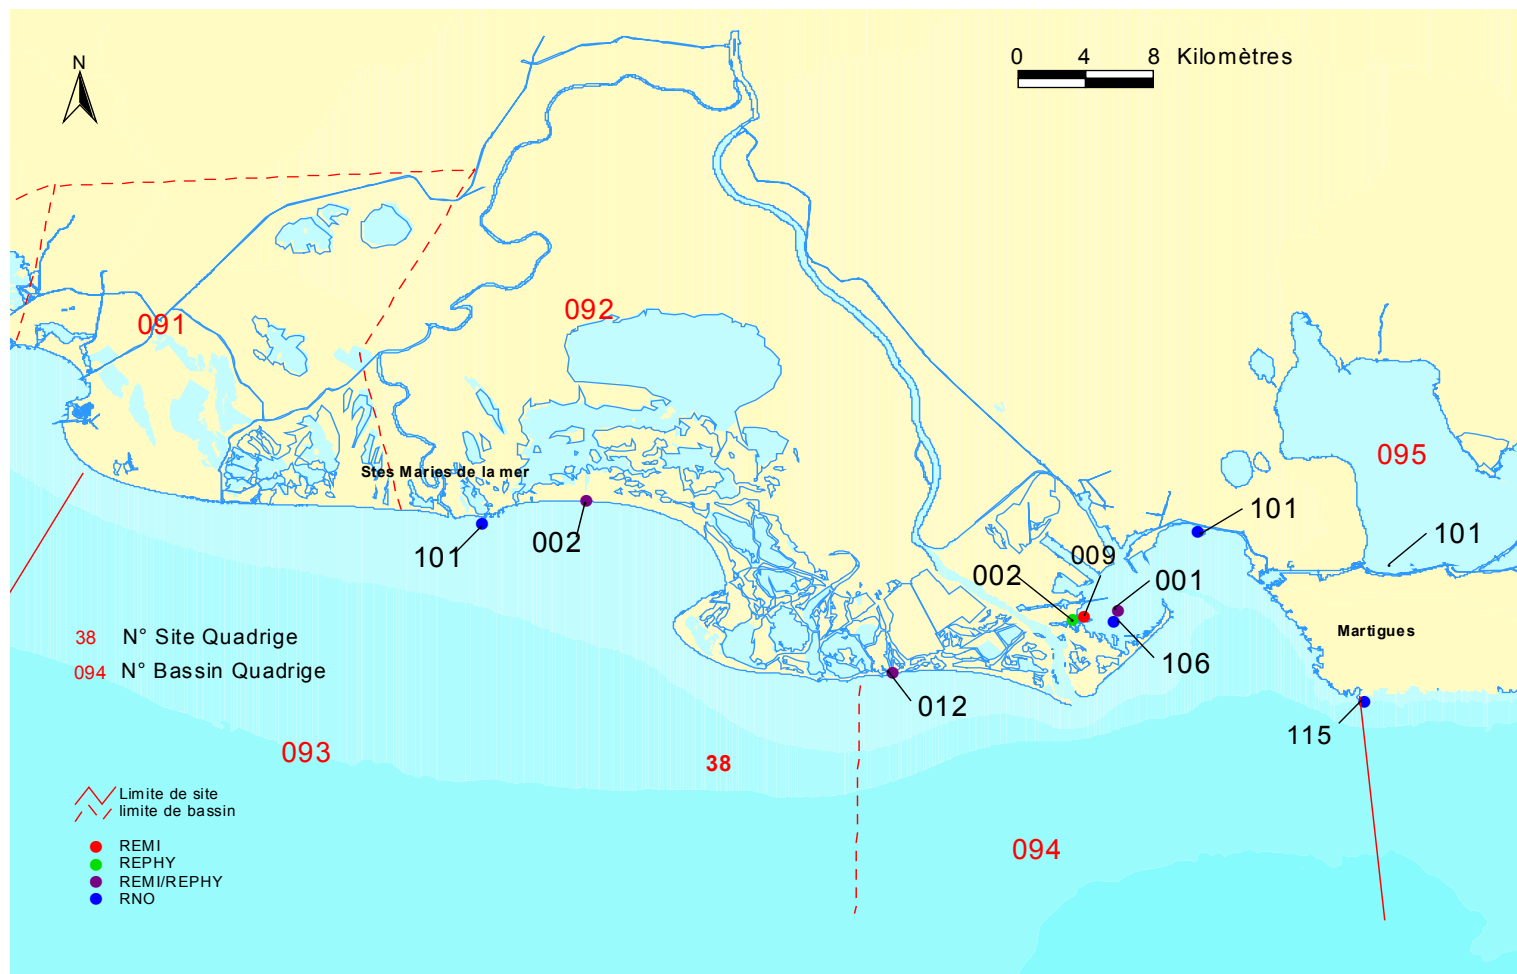 N
0 4 8 Kilomètres
092
091
095
Stes Maries de la mer
101
101
002
101
009
002
001
Martigues
38 N° Site Quadrige
106
094 N° Bassin Quadrige
012
115
093
38
Limite de site
limite de bassin
094
REMI
REPHY
REMI/REPHY
RNO